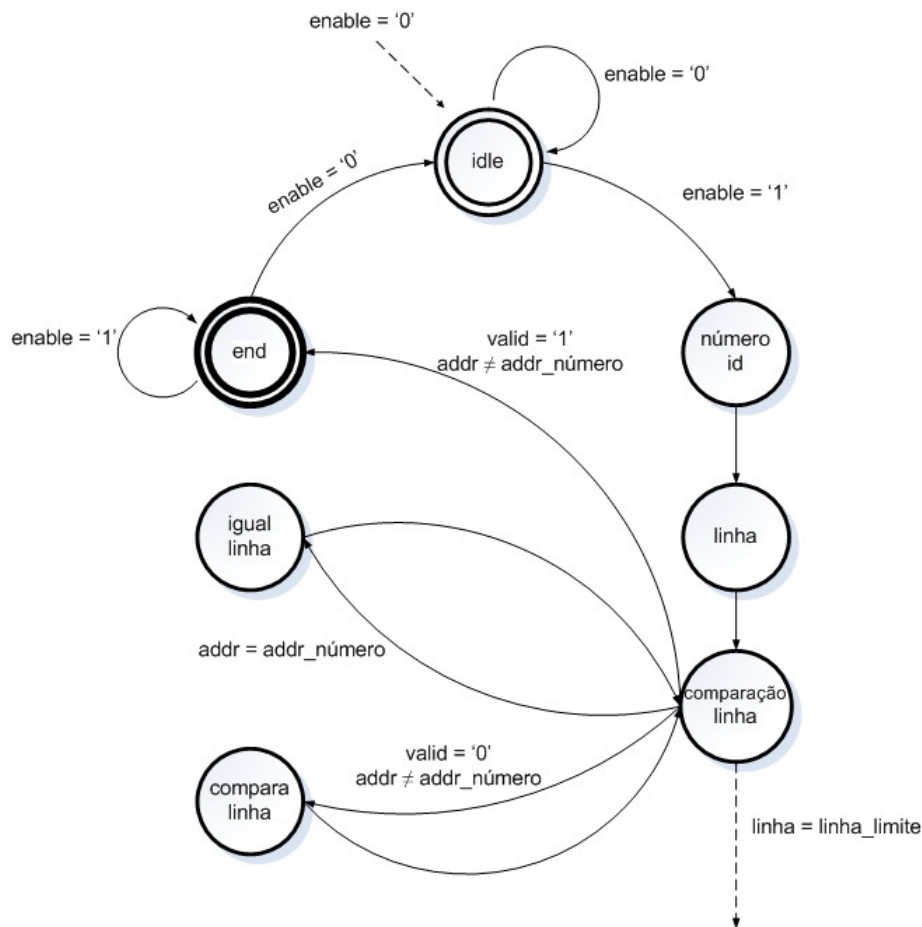 enable = ‘0’
enable = ‘0’
idle
enable = ‘0’
enable = ‘1’
enable = ‘1’
end
valid = ‘1’
addr ≠ addr_número
número
id
igual
linha
linha
addr = addr_número
comparação
linha
valid = ‘0’
addr ≠ addr_número
compara
linha
linha = linha_limite